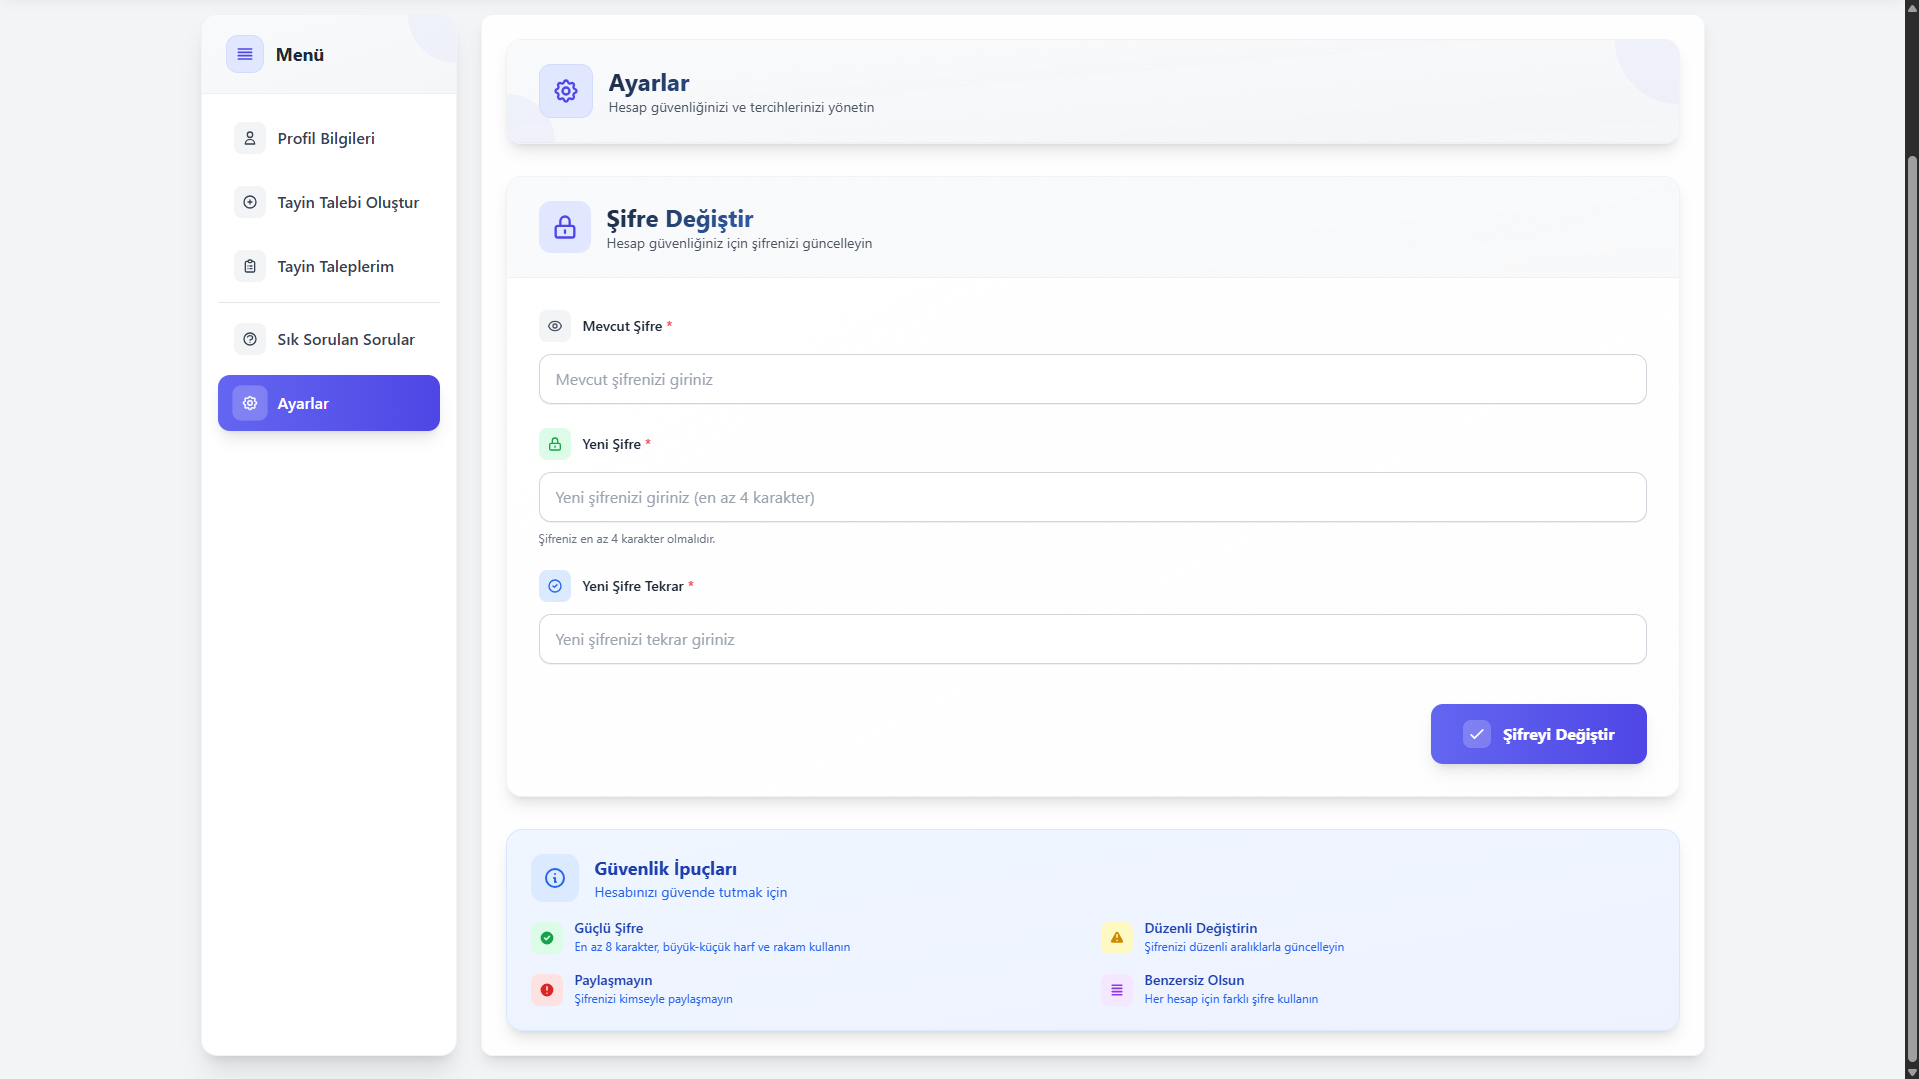 Menü
Profil Bilgileri
Tayin Talebi Oluştur
Tayin Taleplerim
Sık Sorulan Sorular
Ayarlar
Ayarlar
Hesap güvenliğinizi ve tercihlerinizi yönetin
Şifre Değiştir
Hesap güvenliğiniz için şifrenizi güncelleyin
Mevcut Şifre *
Mevcut şifrenizi giriniz
Yeni Şifre *
Yeni şifrenizi giriniz (en az 4 karakter)
Şifreniz en az 4 karakter olmalıdır.
Yeni Şifre Tekrar *
Yeni şifrenizi tekrar giriniz
Şifreyi Değiştir
Güvenlik İpuçları
Hesabınızı güvende tutmak için
Güçlü Şifre
En az 8 karakter, büyük-küçük harf ve rakam kullanın
Düzenli Değiştirin
Şifrenizi düzenli aralıklarla güncelleyin
Paylaşmayın
Şifrenizi kimseyle paylaşmayın
Benzersiz Olsun
Her hesap için farklı şifre kullanın